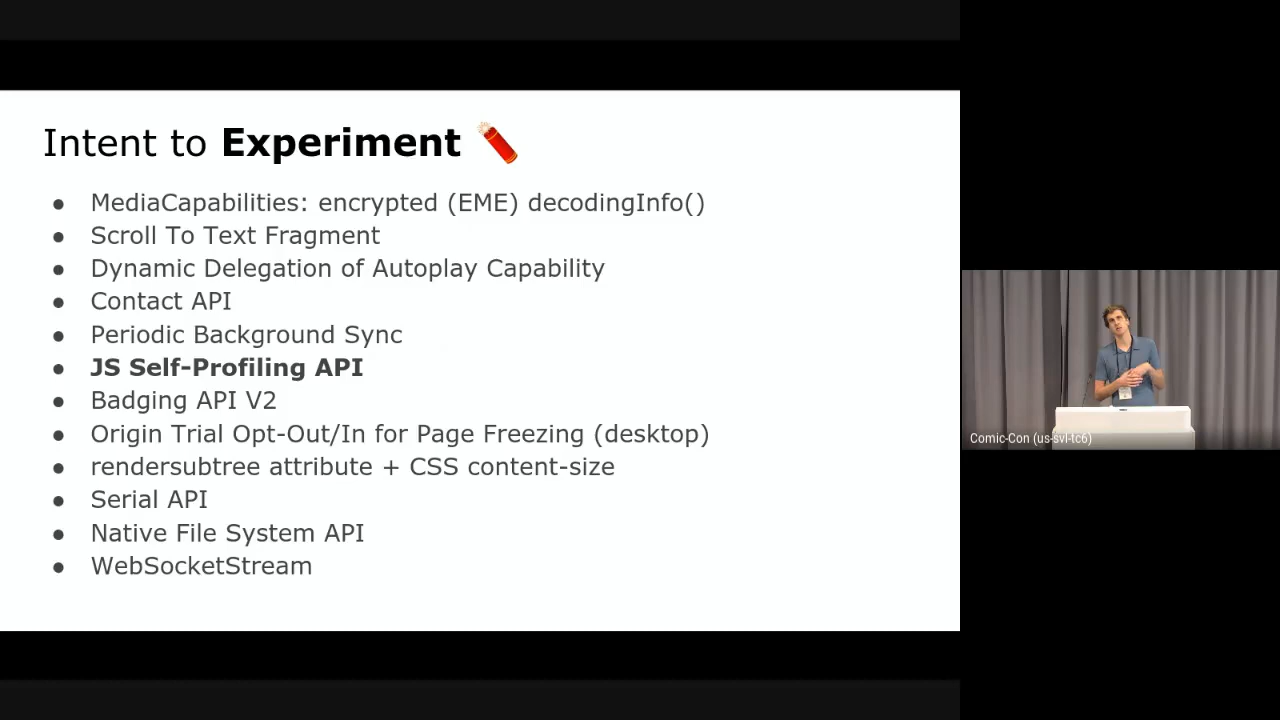 Intent to Experiment
● MediaCapabilities: encrypted (EME) decodingInfo()
● Scroll To Text Fragment
● Dynamic Delegation of Autoplay Capability
● Contact API
● Periodic Background Sync
● JS Self-Profiling API
● Badging API V2
● Origin Trial Opt-Out/In for Page Freezing (desktop)
● rendersubtree attribute + CSS content-size
● Serial API
● Native File System API
● WebSocketStream
Comic-Con (us-svl-tc6)